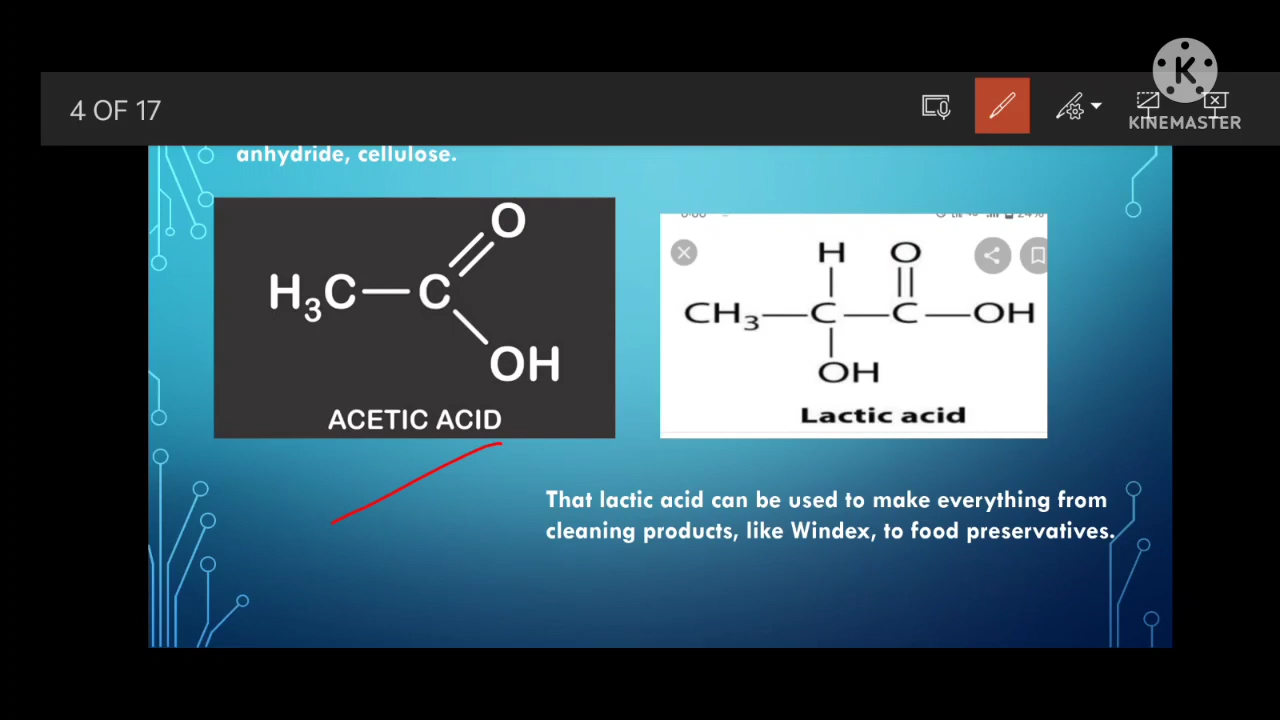 4 OF 17
KINEMASTER
anhydride, cellulose.
O
H₃C—C
OH
ACETIC ACID
H O
CH₃—C—C—OH
OH
Lactic acid
That lactic acid can be used to make everything from
cleaning products, like Windex, to food preservatives.